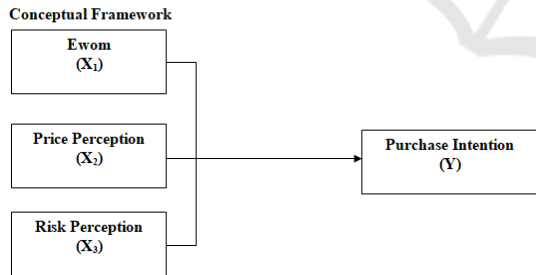 Conceptual Framework
Ewom
(X₁)
Price Perception
(X₂)
Purchase Intention
(Y)
Risk Perception
(X₃)